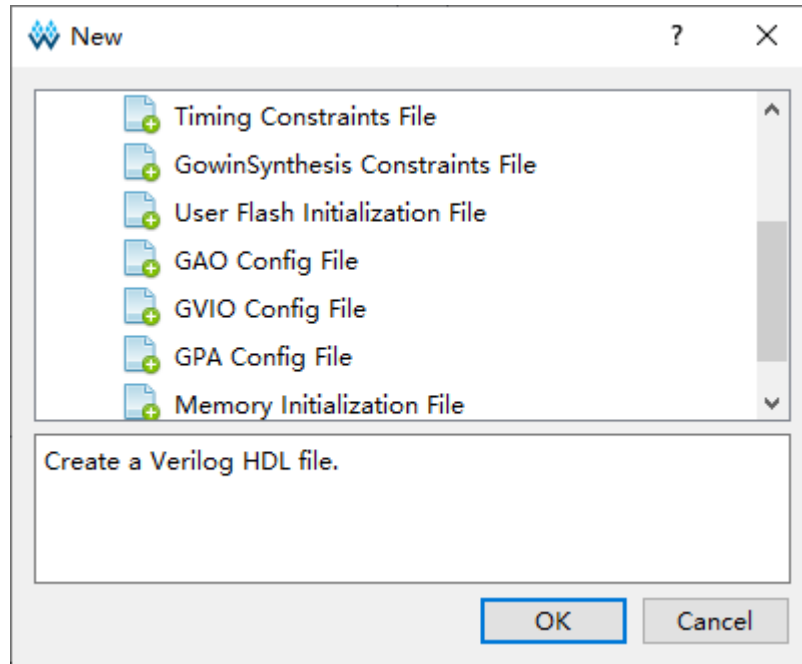 New
?
Timing Constraints File
GowinSynthesis Constraints File
User Flash Initialization File
GAO Config File
GVIO Config File
GPA Config File
Memory Initialization File
Create a Verilog HDL file.
OK Cancel